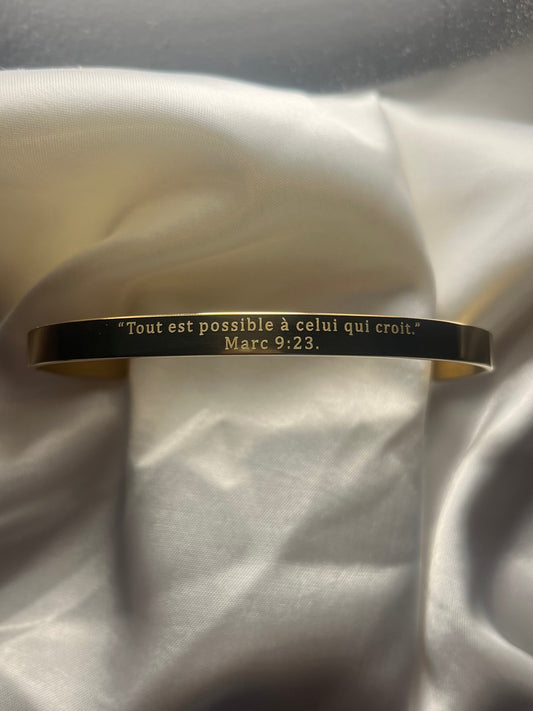 “Tout est possible à celui qui croit.”
Marc 9:23.